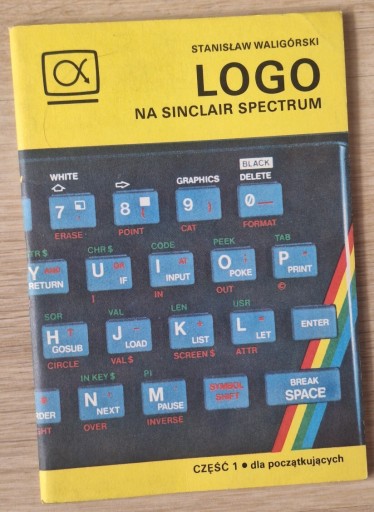 STANISŁAW WALIGÓRSKI
LOGO
NA SINCLAIR SPECTRUM
WHITE
GRAPHICS
BLACK
DELETE
7
8
9
0
ERASE
POINT
CAT
FORMAT
TR $
CHR $
CODE
PEEK
TAB
Y
RETURN
U
IF
I
INPUT
O
POKE
P
PRINT
IN
OUT
©
SQR
VAL
LEN
USR
H
GOSUB
J
LOAD
K
LIST
L
LET
ENTER
CIRCLE
VAL $
SCREEN $
ATTR
IN KEY $
PI
N
NEXT
M
PAUSE
SYMBOL
SHIFT
BREAK
SPACE
OVER
INVERSE
CZĘŚĆ 1 ● dla początkujących